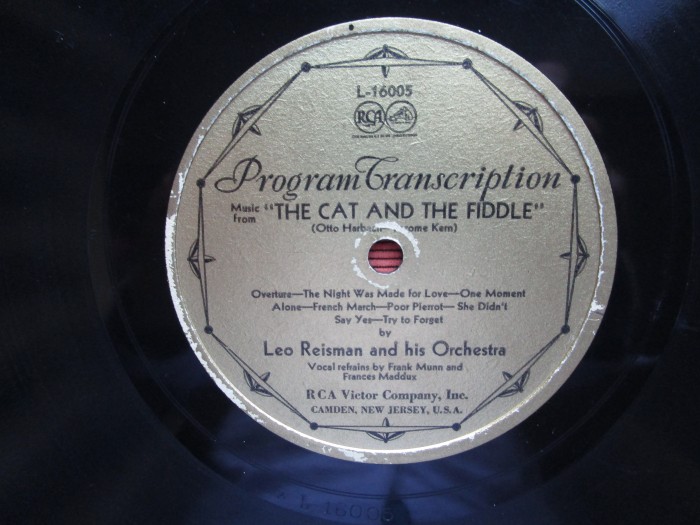 L-16005
RCA
Program Transcription
Music from "THE CAT AND THE FIDDLE"
(Otto Harbach-Jerome Kern)
Overture—The Night Was Made for Love—One Moment
Alone—French March—Poor Pierrot—She Didn't
Say Yes—Try to Forget
by
Leo Reisman and his Orchestra
Vocal refrains by Frank Munn and
Frances Maddux
RCA Victor Company, Inc.
CAMDEN, NEW JERSEY, U.S.A.
L 16005